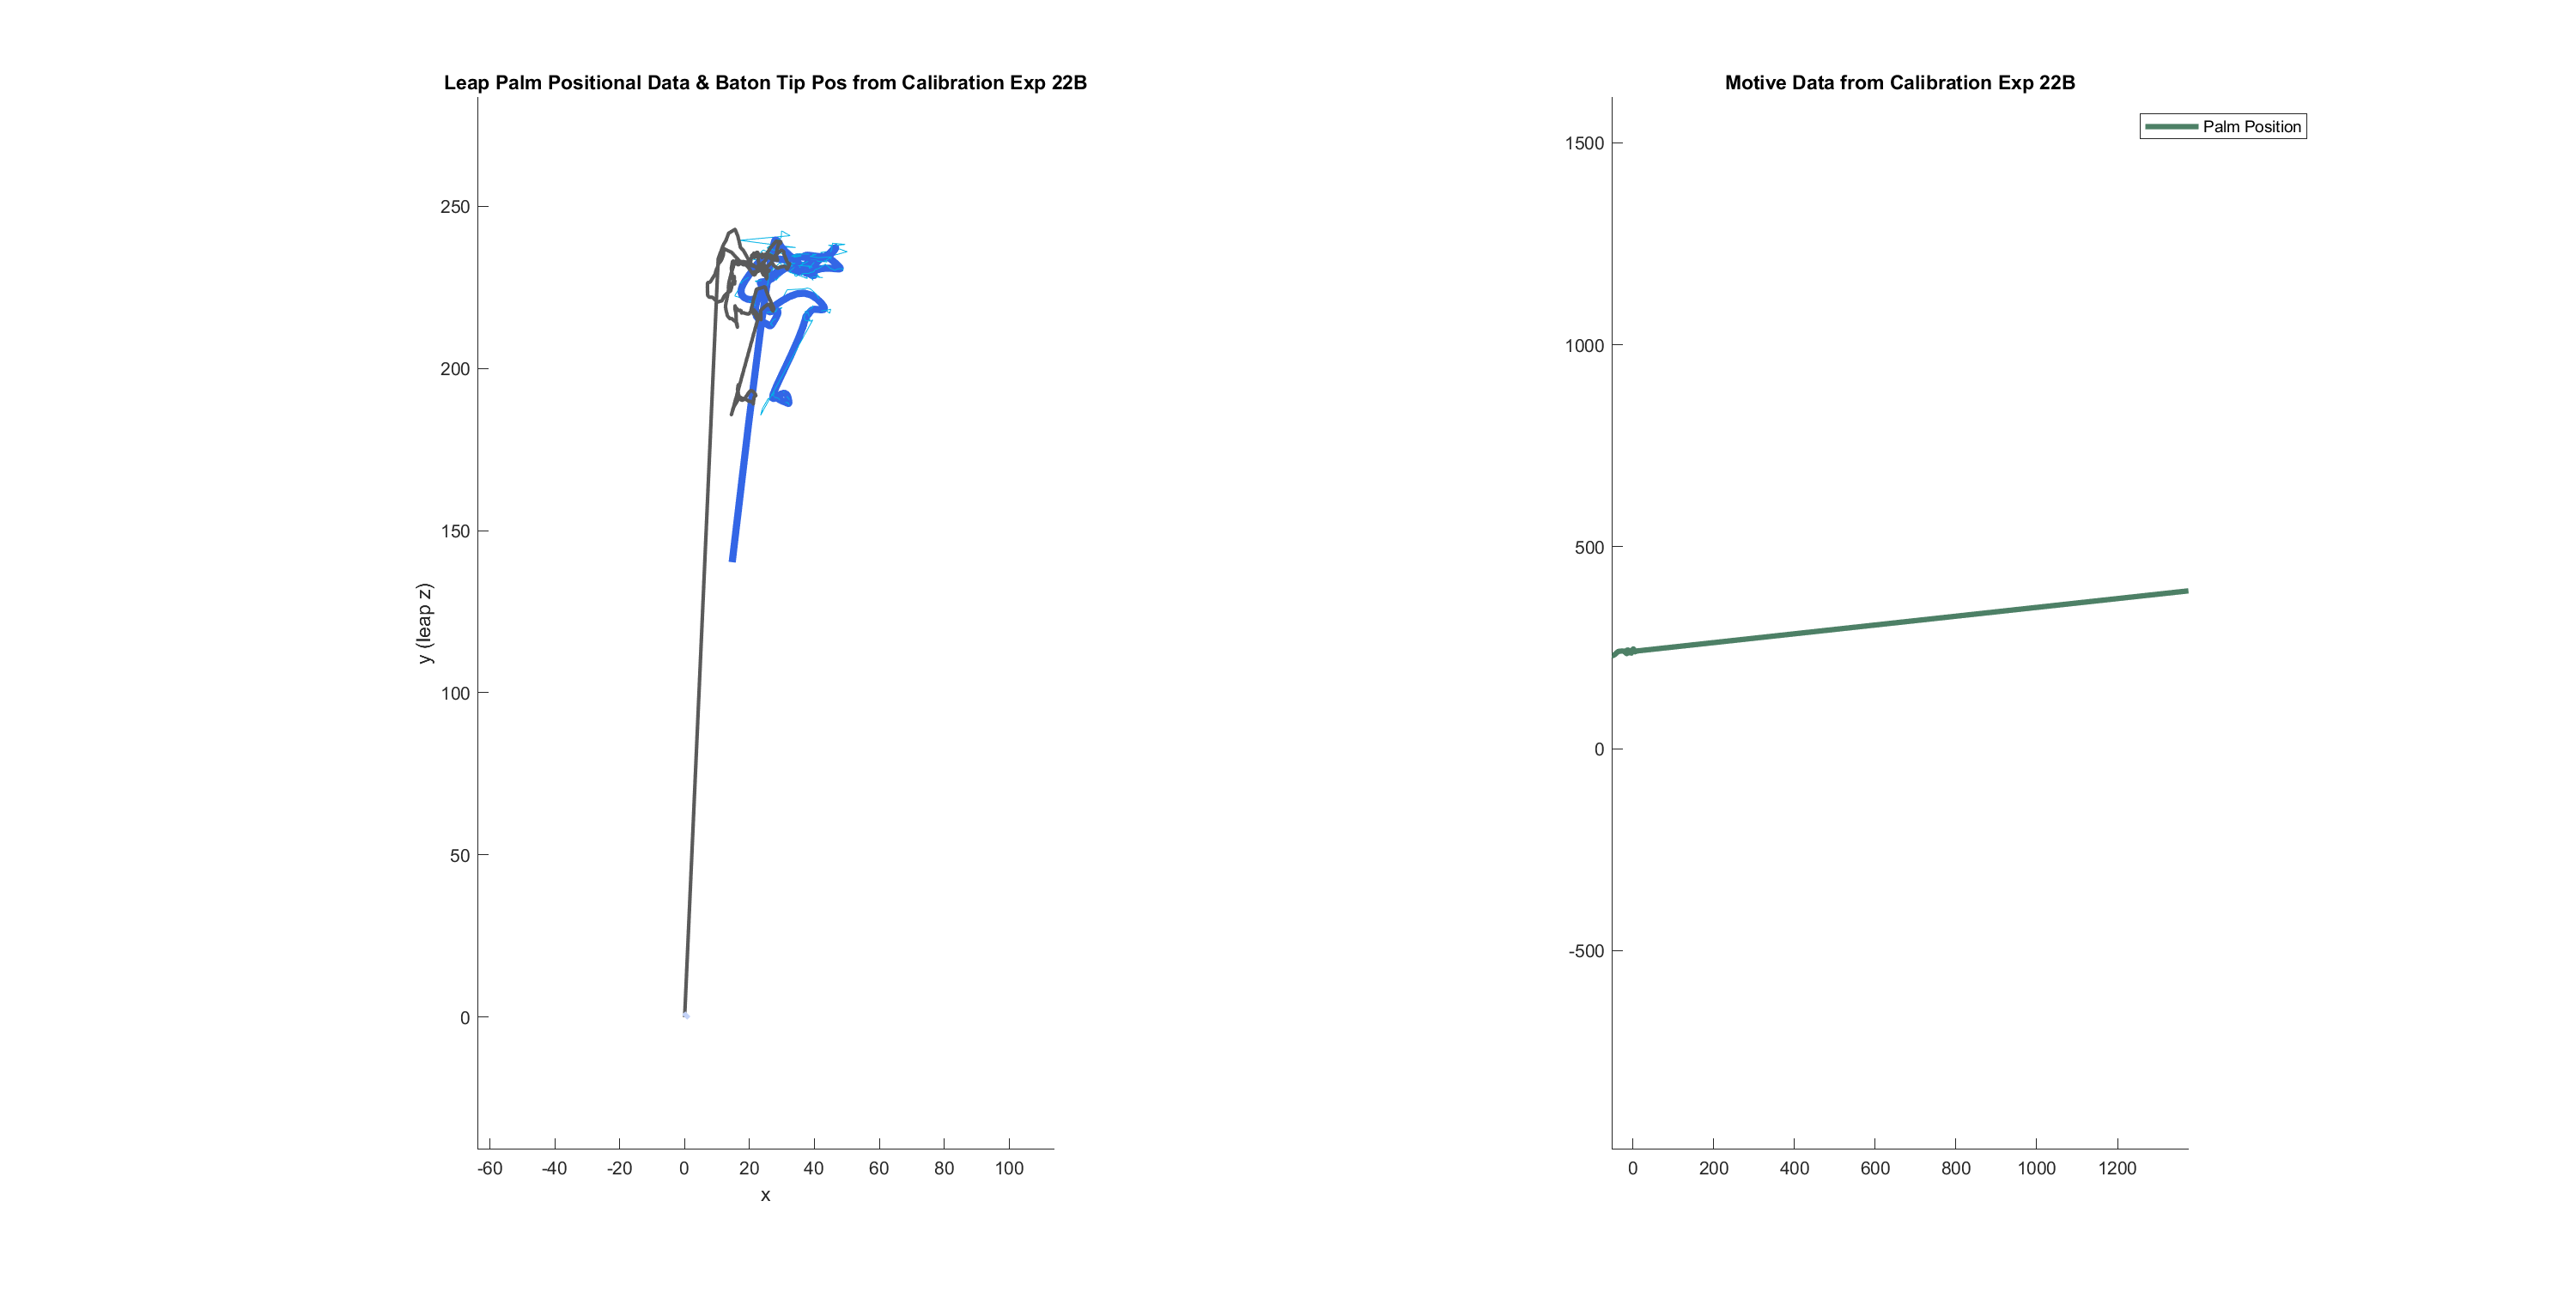 Leap Palm Positional Data & Baton Tip Pos from Calibration Exp 22B
250
200
150
100
50
0
y (leap z)
-60 -40 -20 0 20 40 60 80 100
x
Motive Data from Calibration Exp 22B
Palm Position
1500
1000
500
0
-500
0 200 400 600 800 1000 1200